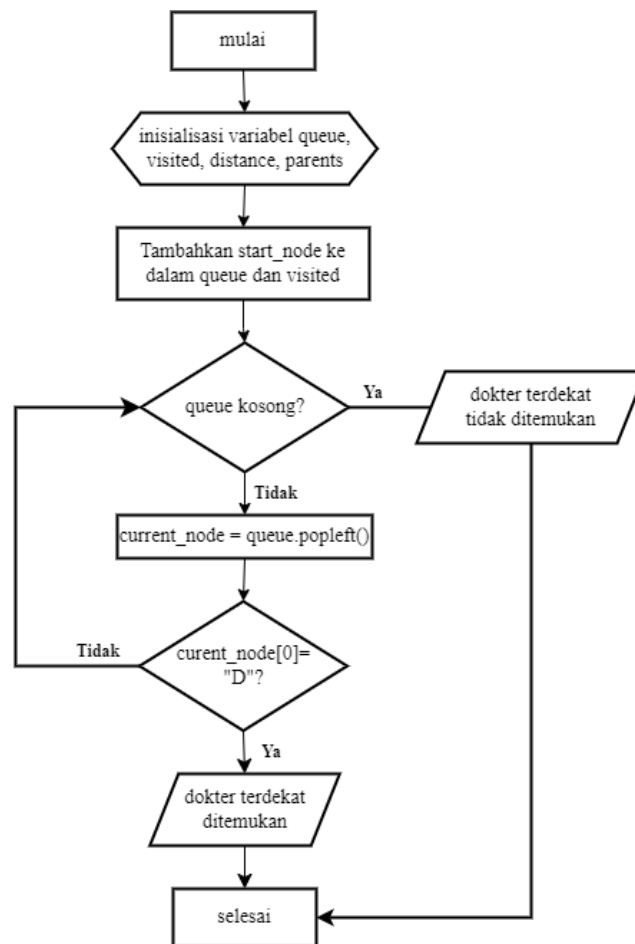 mulai
inisialisasi variabel queue,
visited, distance, parents
Tambahkan start_node ke
dalam queue dan visited
queue kosong?
Ya
dokter terdekat
tidak ditemukan
Tidak
current_node = queue.popleft()
Tidak
curent_node[0]=
"D"?
Ya
dokter terdekat
ditemukan
selesai